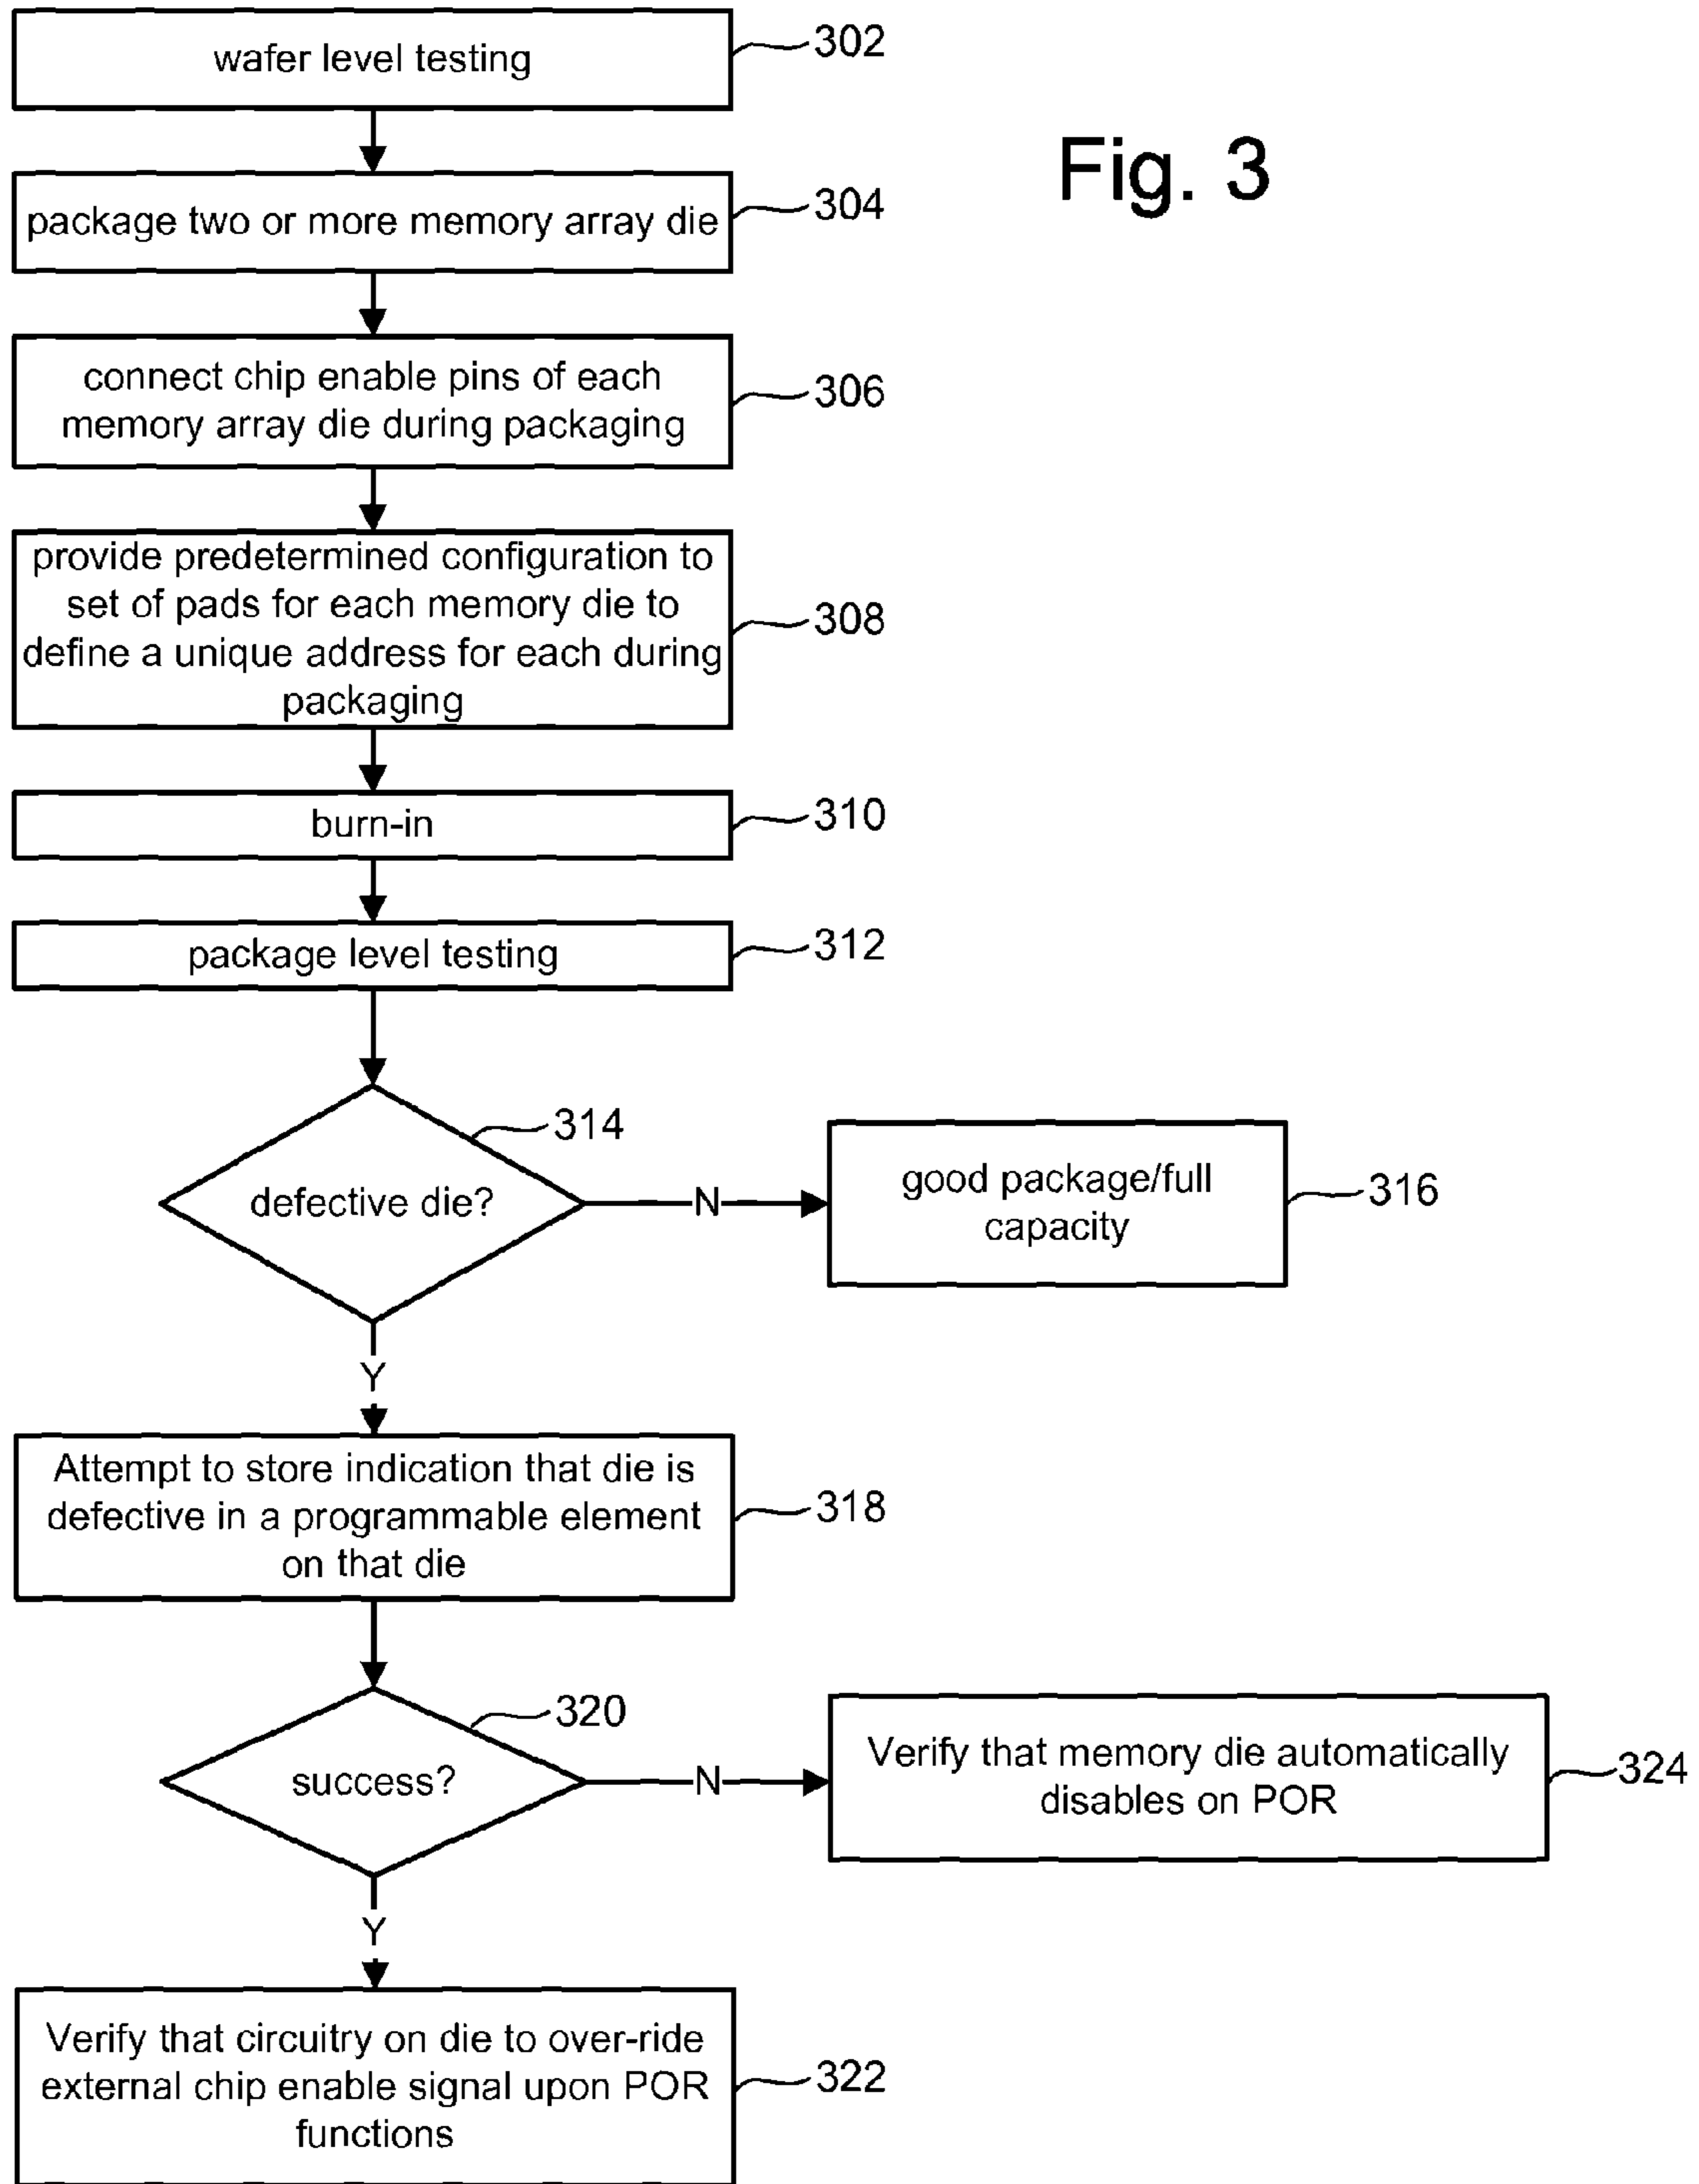 wafer level testing
302
Fig. 3
package two or more memory array die
304
connect chip enable pins of each
memory array die during packaging
306
provide predetermined configuration to
set of pads for each memory die to
define a unique address for each during
packaging
308
burn-in
310
package level testing
312
314
defective die?
N
good package/full
capacity
316
Y
Attempt to store indication that die is
defective in a programmable element
on that die
318
320
success?
N
Verify that memory die automatically
disables on POR
324
Y
Verify that circuitry on die to over-ride
external chip enable signal upon POR
functions
322